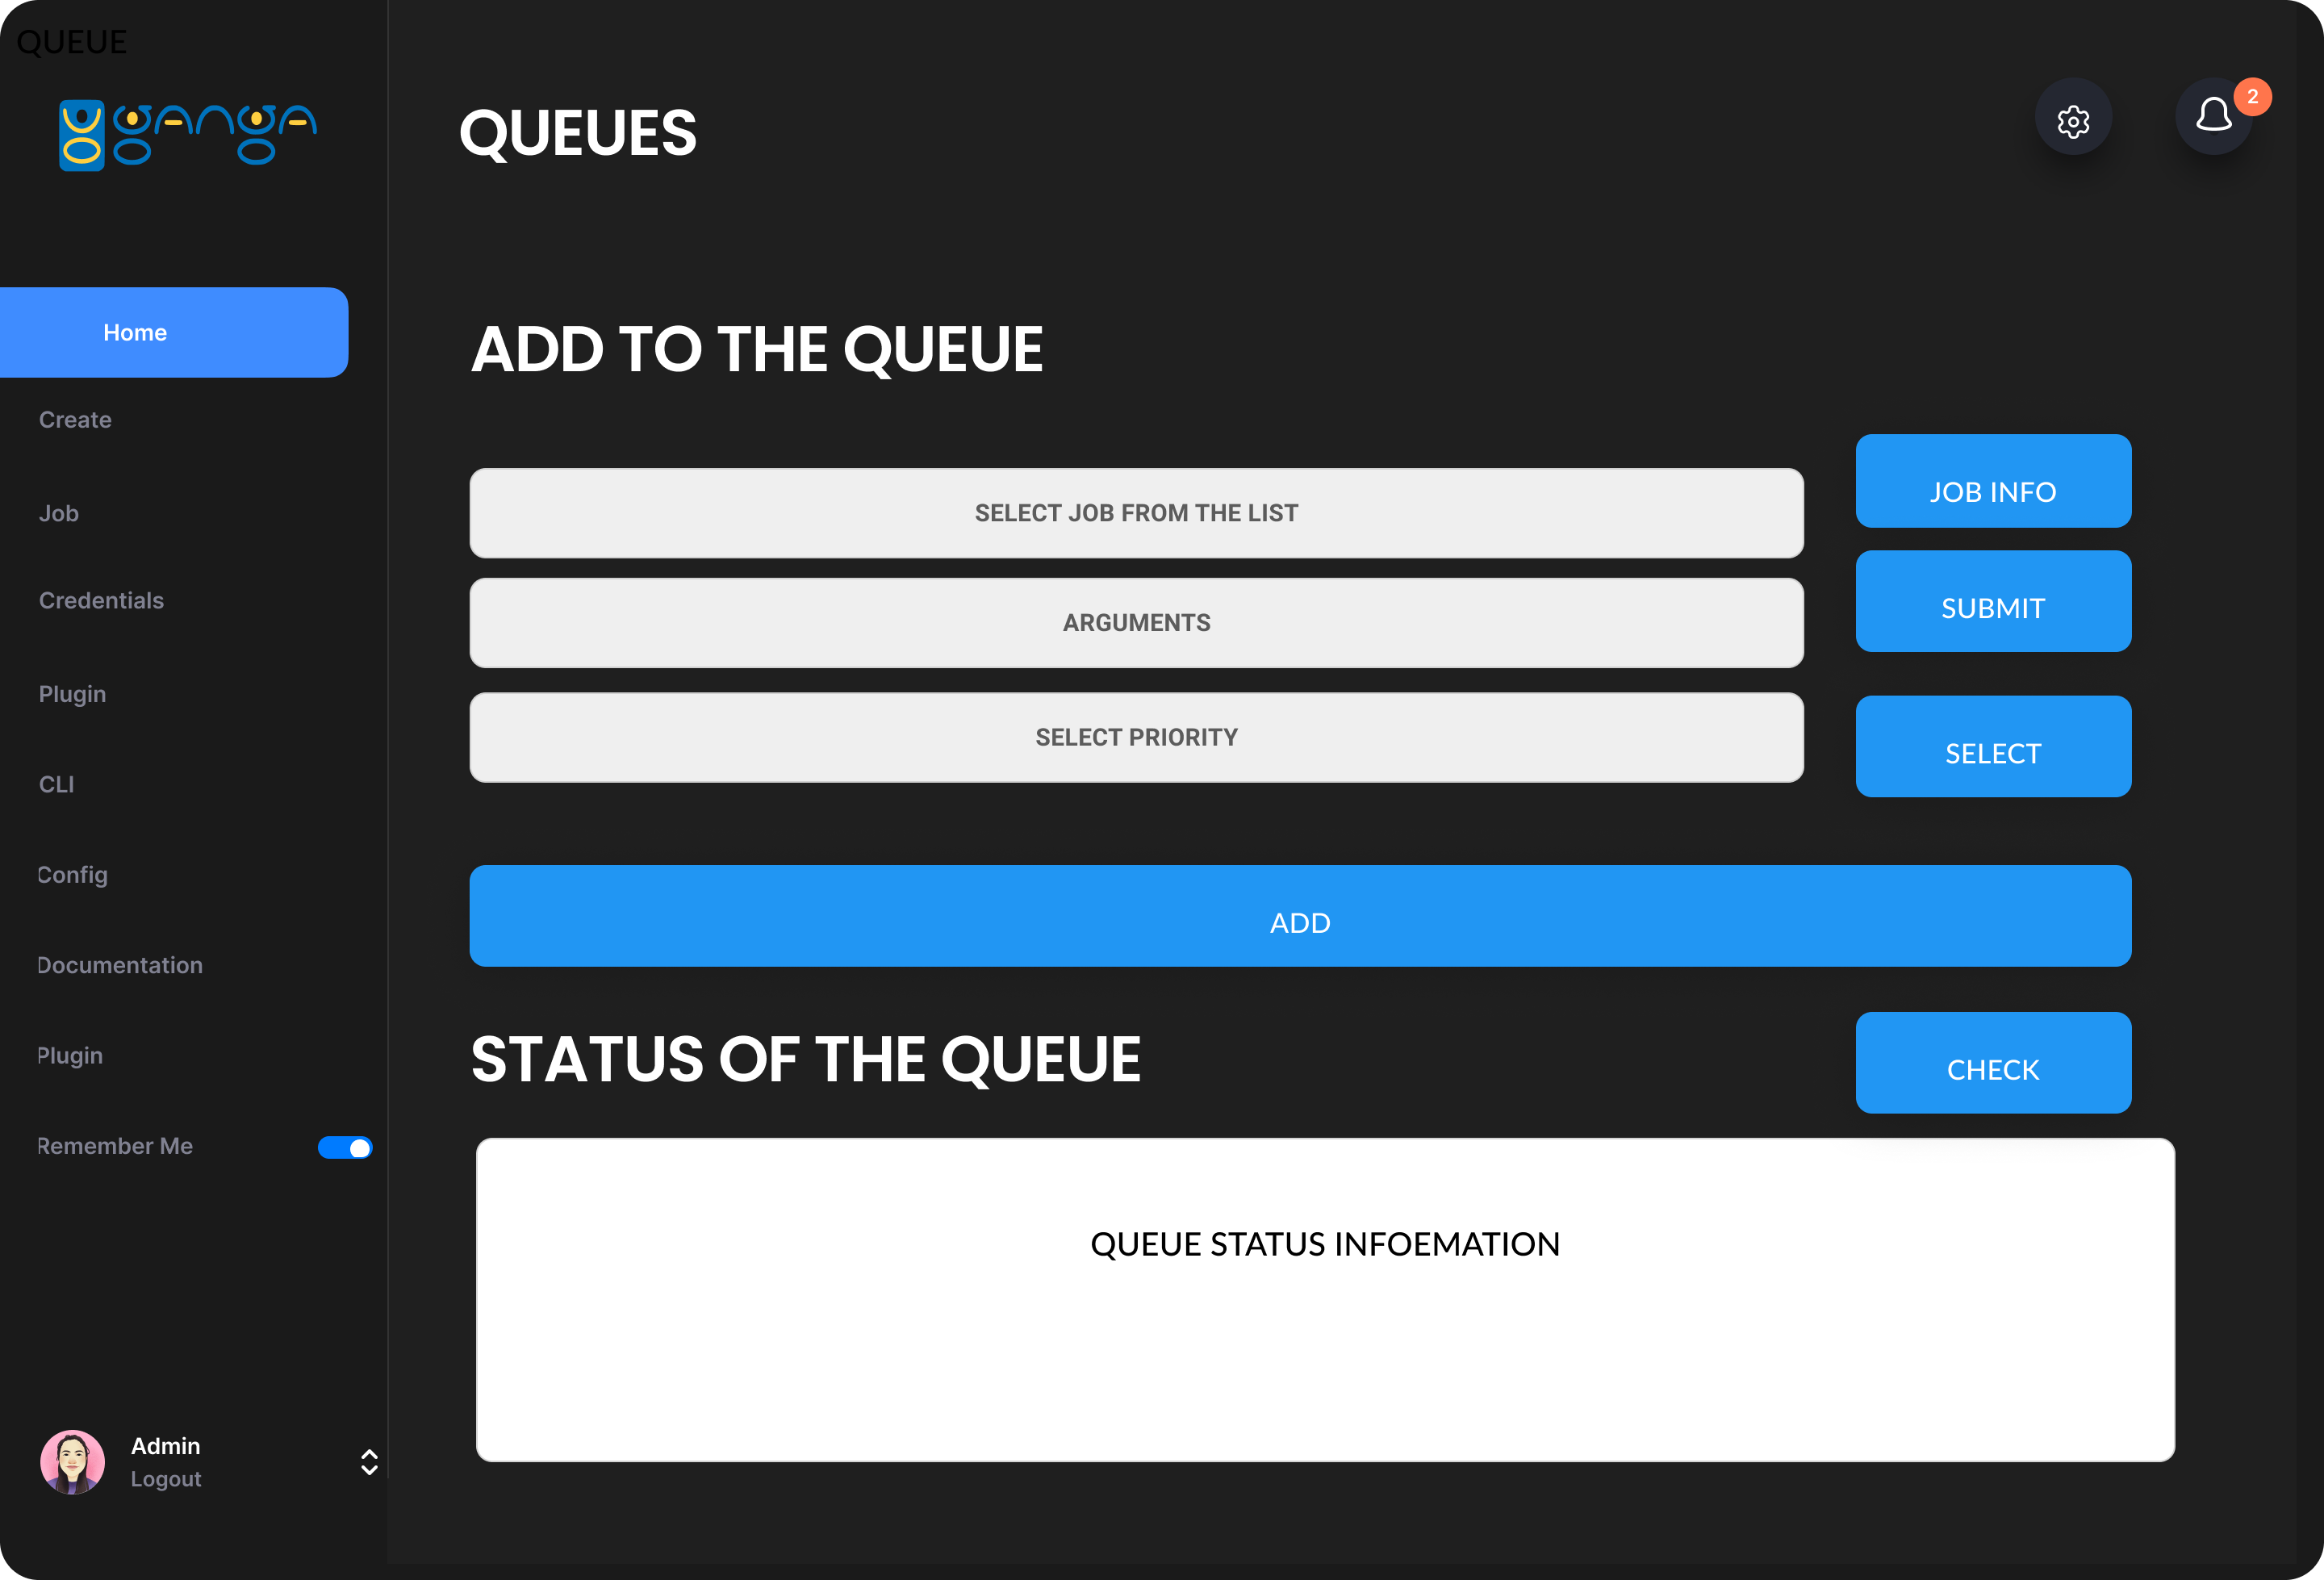 QUEUE
ganga
QUEUES
2
Home
Create
Job
Credentials
Plugin
CLI
Config
Documentation
Plugin
Remember Me
Admin
Logout
ADD TO THE QUEUE
SELECT JOB FROM THE LIST
JOB INFO
ARGUMENTS
SUBMIT
SELECT PRIORITY
SELECT
ADD
STATUS OF THE QUEUE
CHECK
QUEUE STATUS INFOEMATION